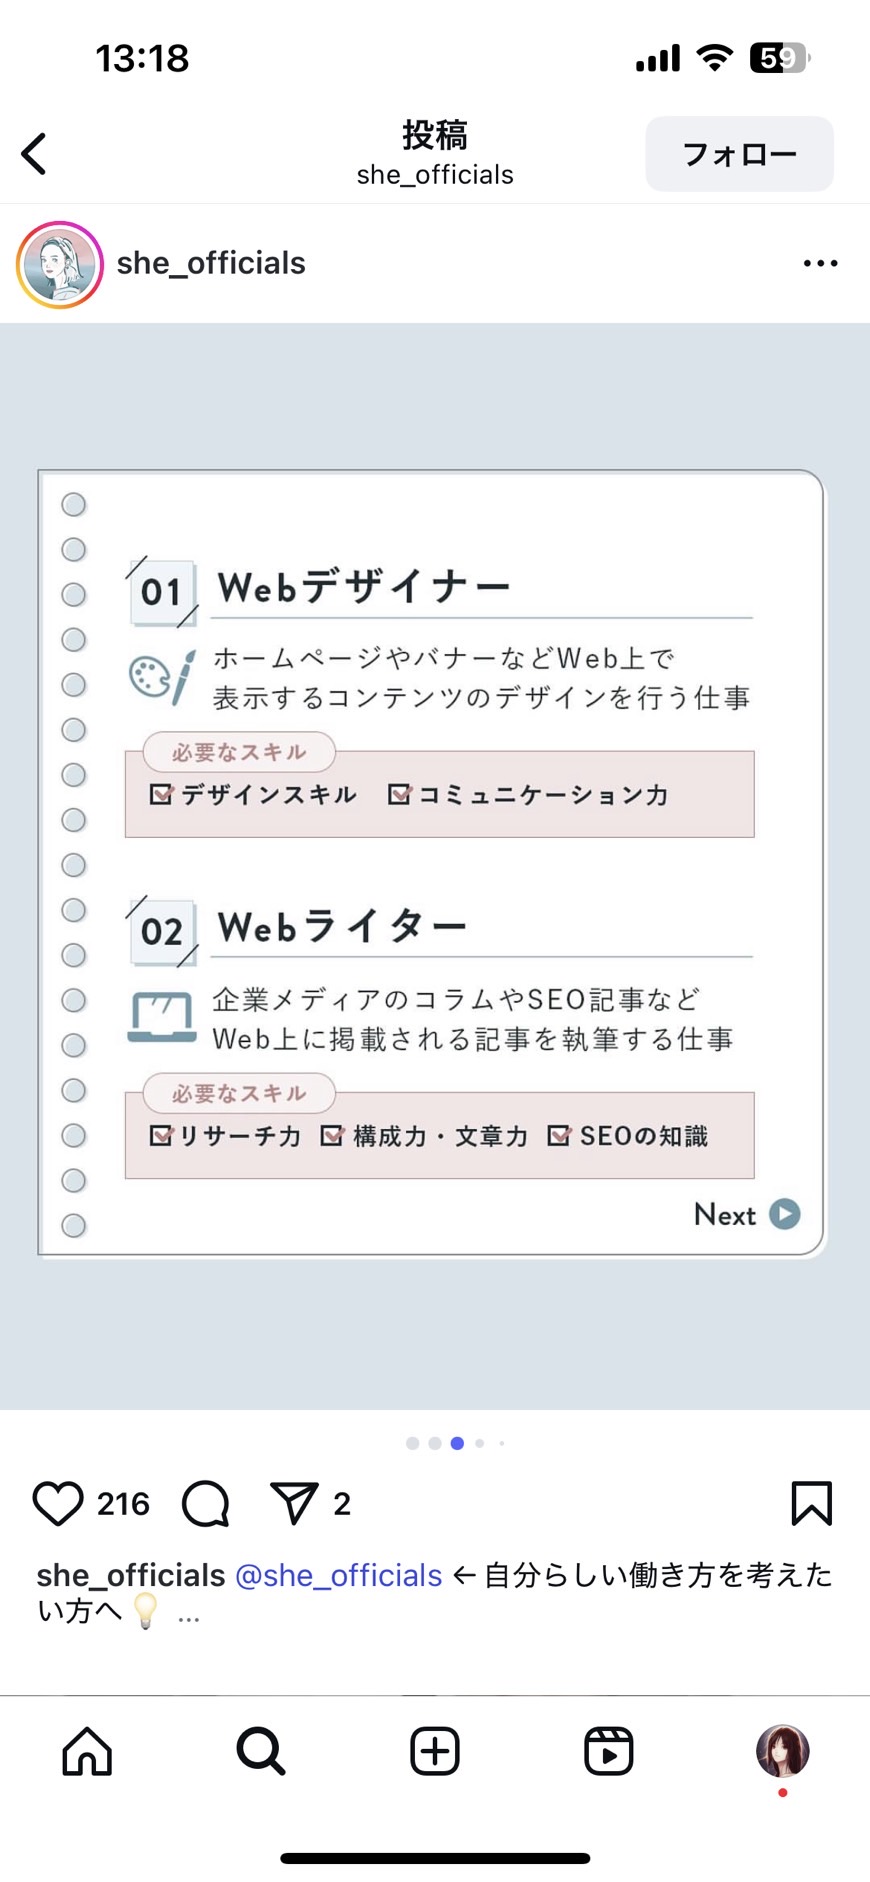 13:18
59
投稿
she_officials
フォロー
she_officials
01 Webデザイナー
ホームページやバナーなどWeb上で
表示するコンテンツのデザインを行う仕事
必要なスキル
デザインスキル コミュニケーション力
02 Webライター
企業メディアのコラムやSEO記事など
Web上に掲載される記事を執筆する仕事
必要なスキル
リサーチ力 構成力・文章力 SEOの知識
Next
216 2
she_officials @she_officials ←自分らしい働き方を考えた
い方へ💡 ...